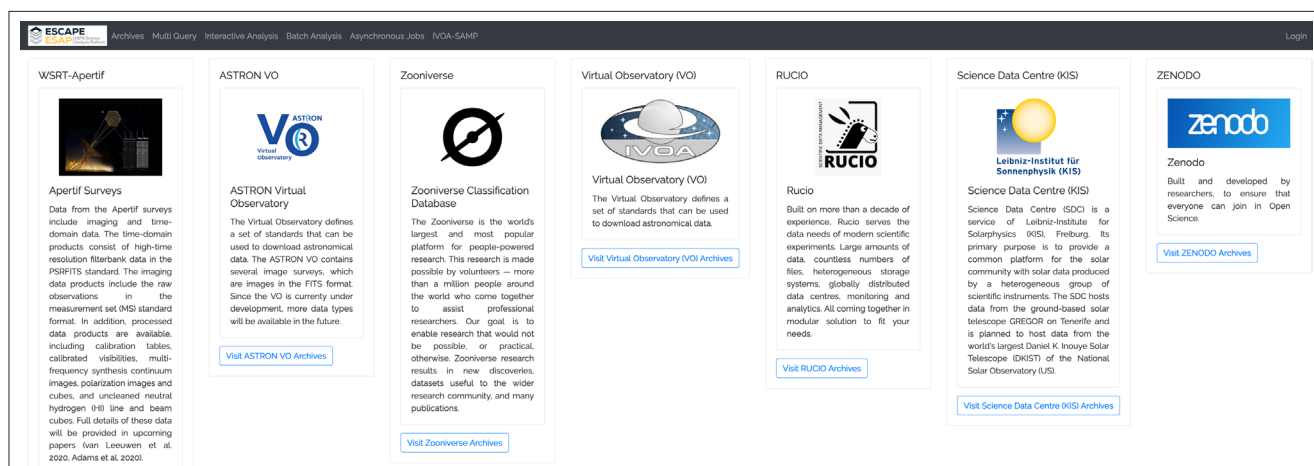 ESCAPE
ESAP
ESFRI Science
Analysis Platform
Archives Multi Query Interactive Analysis Batch Analysis Asynchronous Jobs IVOA-SAMP
Login
WSRT-Apertif
Apertif Surveys
Data from the Apertif surveys
include imaging and time-
domain data. The time-domain
products consist of high-time
resolution filterbank data in the
PSRFITS standard. The imaging
data products include the raw
observations in the
measurement set (MS) standard
format. In addition, processed
data products are available,
including calibration tables,
calibrated visibilities, multi-
frequency synthesis continuum
images, polarization images and
cubes, and uncleaned neutral
hydrogen (HI) line and beam
cubes. Full details of these data
will be provided in upcoming
papers (van Leeuwen et al.
2020, Adams et al. 2020).
ASTRON VO
ASTRON
VO
R
Virtual
Observatory
ASTRON Virtual
Observatory
The Virtual Observatory defines
a set of standards that can be
used to download astronomical
data. The ASTRON VO contains
several image surveys, which
are images in the FITS format.
Since the VO is currenty under
development, more data types
will be available in the future.
Visit ASTRON VO Archives
Zooniverse
Zooniverse Classification
Database
The Zooniverse is the world's
largest and most popular
platform for people-powered
research. This research is made
possible by volunteers — more
than a million people around
the world who come together
to assist professional
researchers. Our goal is to
enable research that would not
be possible, or practical,
otherwise. Zooniverse research
results in new discoveries,
datasets useful to the wider
research community, and many
publications.
Visit Zooniverse Archives
Virtual Observatory (VO)
IVOA
Virtual Observatory (VO)
The Virtual Observatory defines a
set of standards that can be used
to download astronomical data.
Visit Virtual Observatory (VO) Archives
RUCIO
SCIENTIFIC DATA MANAGEMENT
RUCIO
Rucio
Built on more than a decade of
experience, Rucio serves the
data needs of modern scientific
experiments. Large amounts of
data, countless numbers of
files, heterogeneous storage
systems, globally distributed
data centres, monitoring and
analytics. All coming together in
modular solution to fit your
needs.
Visit RUCIO Archives
Science Data Centre (KIS)
Leibniz-Institut für
Sonnenphysik (KIS)
Science Data Centre (KIS)
Science Data Centre (SDC) is a
service of Leibniz-Institute for
Solarphysics (KIS), Freiburg. Its
primary purpose is to provide a
common platform for the solar
community with solar data produced
by a heterogeneous group of
scientific instruments. The SDC hosts
data from the ground-based solar
telescope GREGOR on Tenerife and
is planned to host data from the
world's largest Daniel K. Inouye Solar
Telescope (DKIST) of the National
Solar Observatory (US).
Visit Science Data Centre (KIS) Archives
ZENODO
zenodo
Zenodo
Built and developed by
researchers, to ensure that
everyone can join in Open
Science.
Visit ZENODO Archives